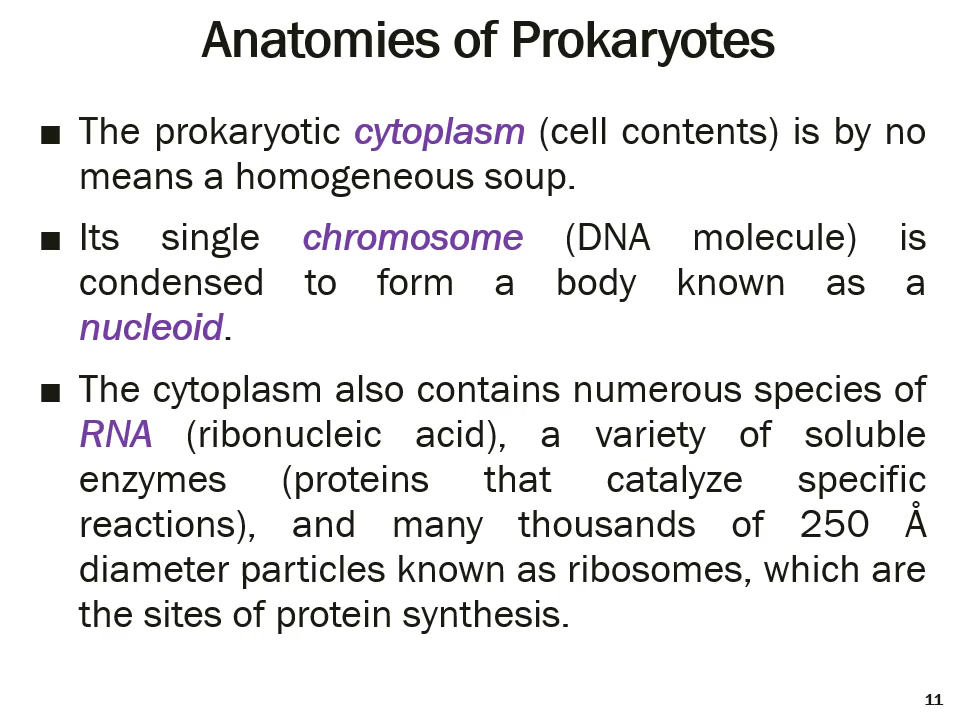 Anatomies of Prokaryotes
■ The prokaryotic cytoplasm (cell contents) is by no
means a homogeneous soup.
■ Its single chromosome (DNA molecule) is
condensed to form a body known as a
nucleoid.
■ The cytoplasm also contains numerous species of
RNA (ribonucleic acid), a variety of soluble
enzymes (proteins that catalyze specific
reactions), and many thousands of 250 Å
diameter particles known as ribosomes, which are
the sites of protein synthesis.
11